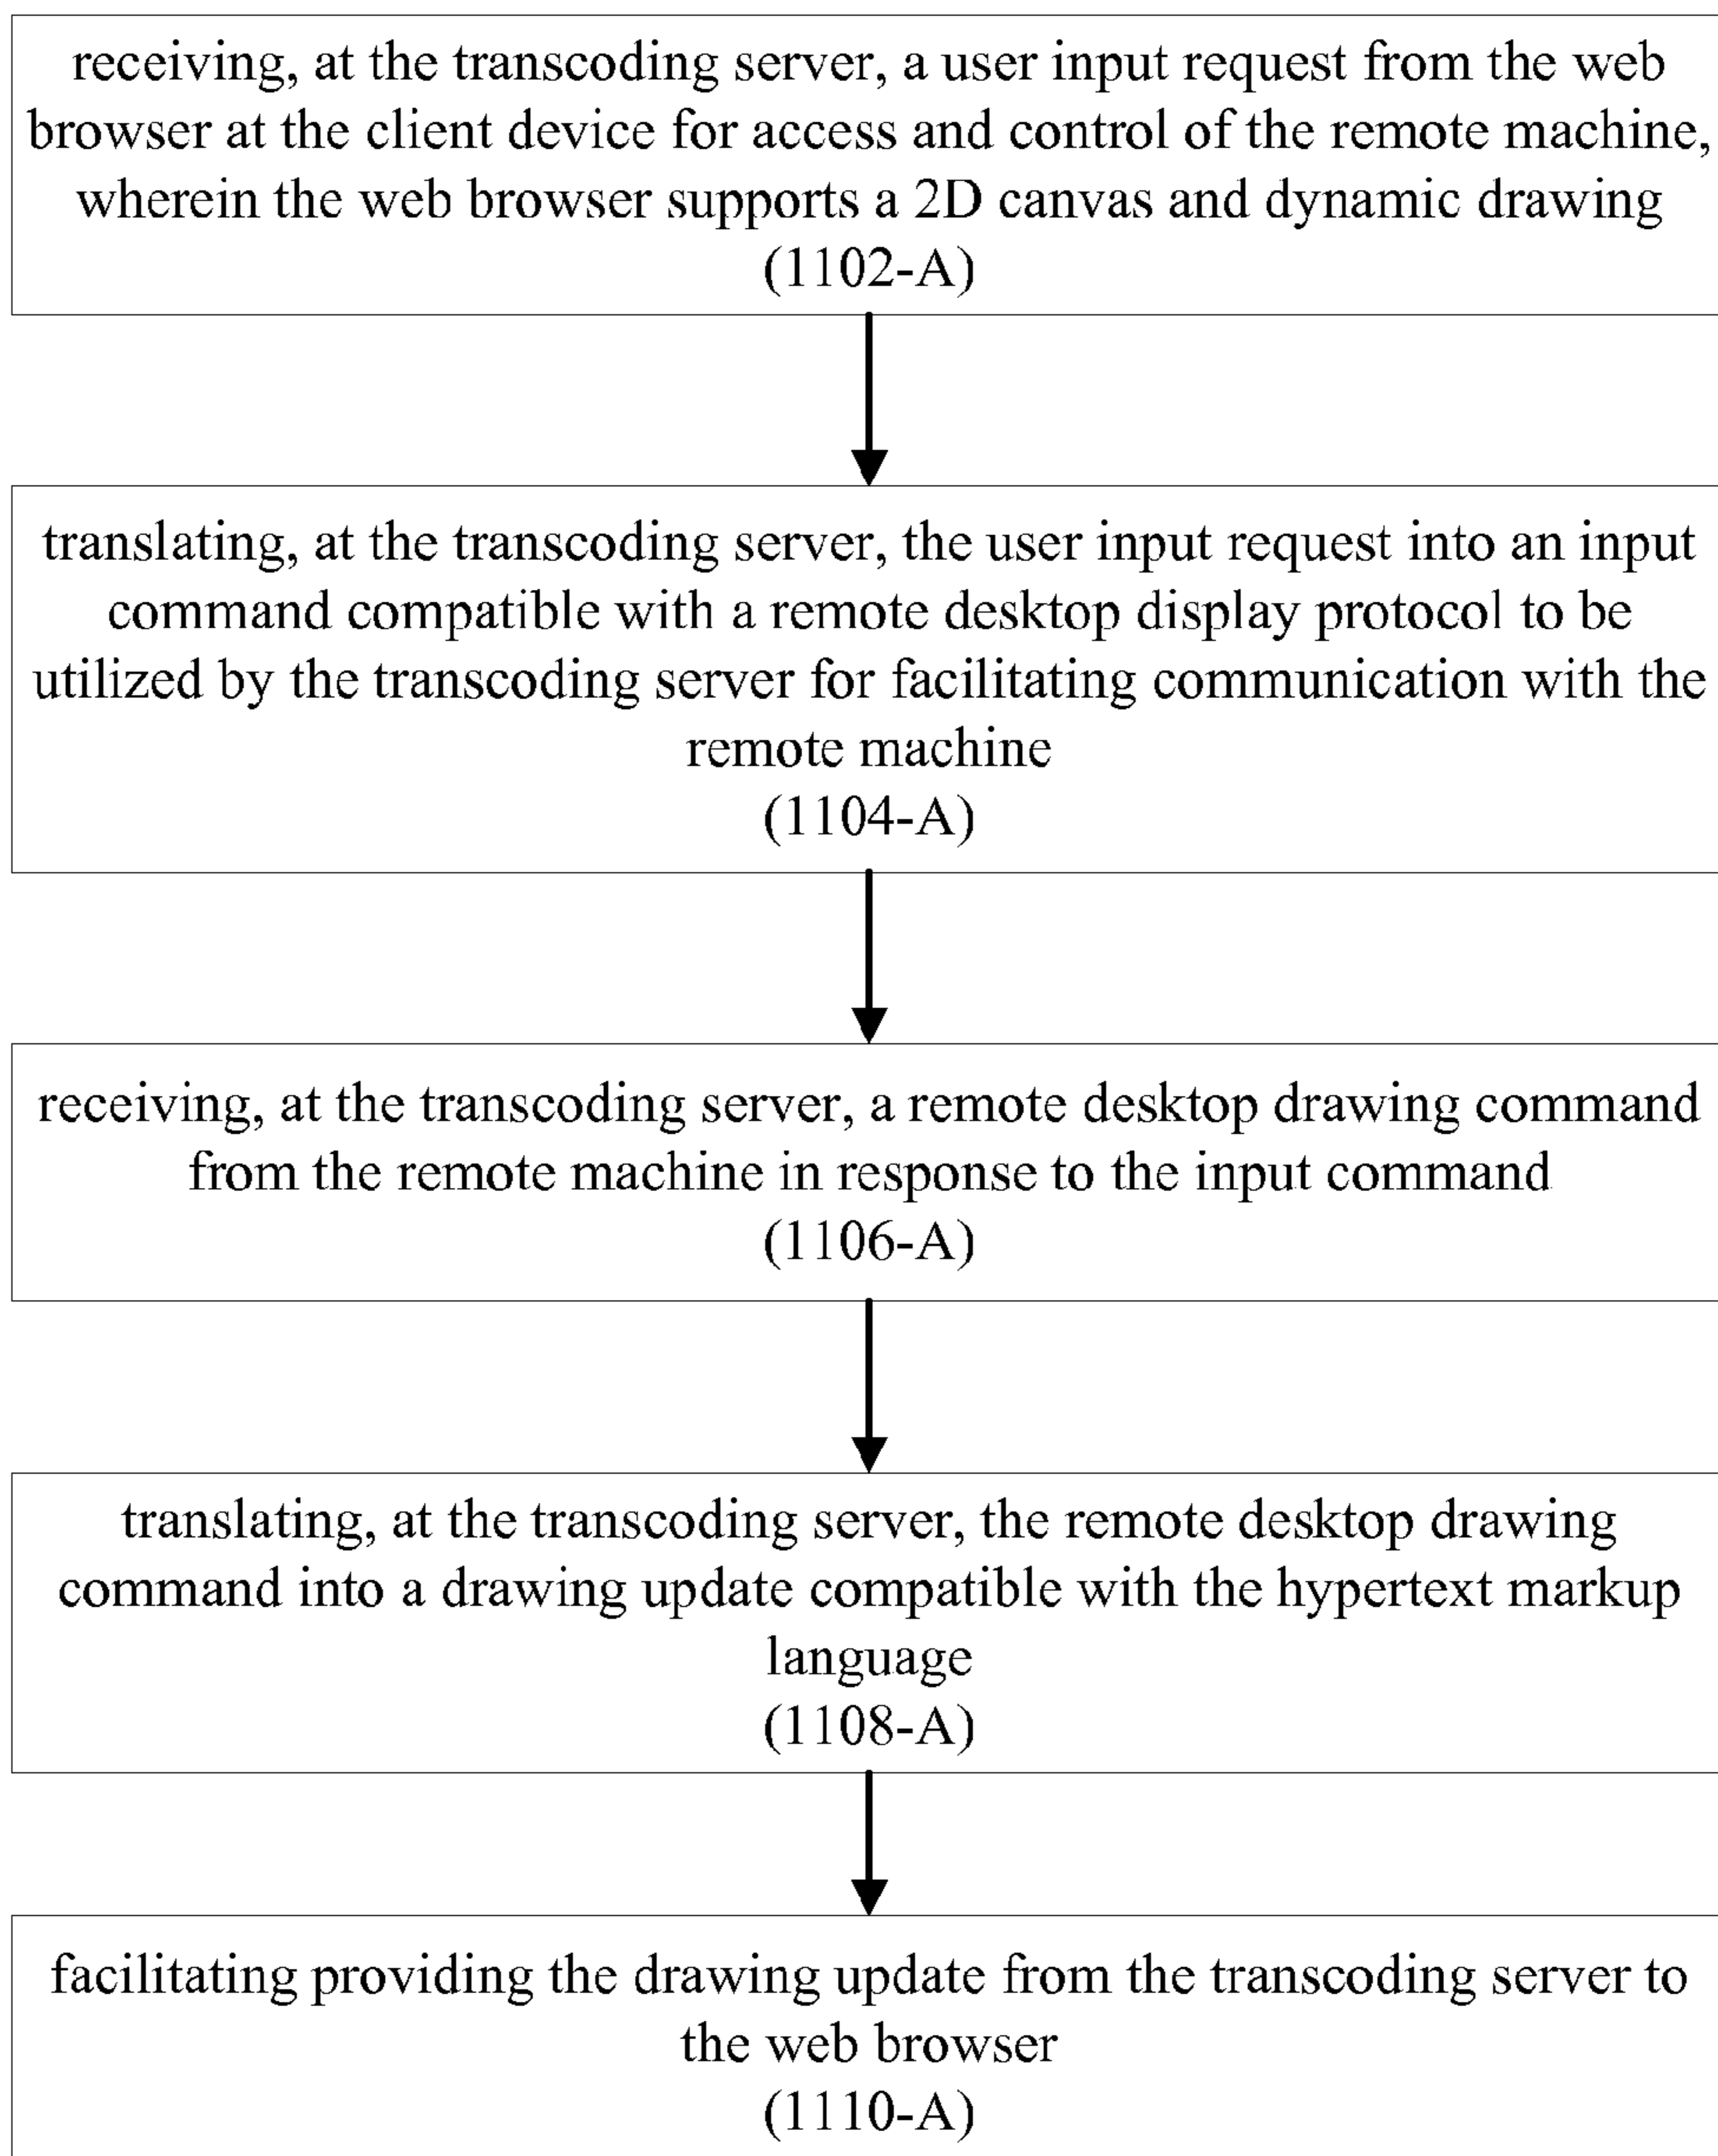 receiving, at the transcoding server, a user input request from the web
browser at the client device for access and control of the remote machine,
wherein the web browser supports a 2D canvas and dynamic drawing
(1102-A)
translating, at the transcoding server, the user input request into an input
command compatible with a remote desktop display protocol to be
utilized by the transcoding server for facilitating communication with the
remote machine
(1104-A)
receiving, at the transcoding server, a remote desktop drawing command
from the remote machine in response to the input command
(1106-A)
translating, at the transcoding server, the remote desktop drawing
command into a drawing update compatible with the hypertext markup
language
(1108-A)
facilitating providing the drawing update from the transcoding server to
the web browser
(1110-A)